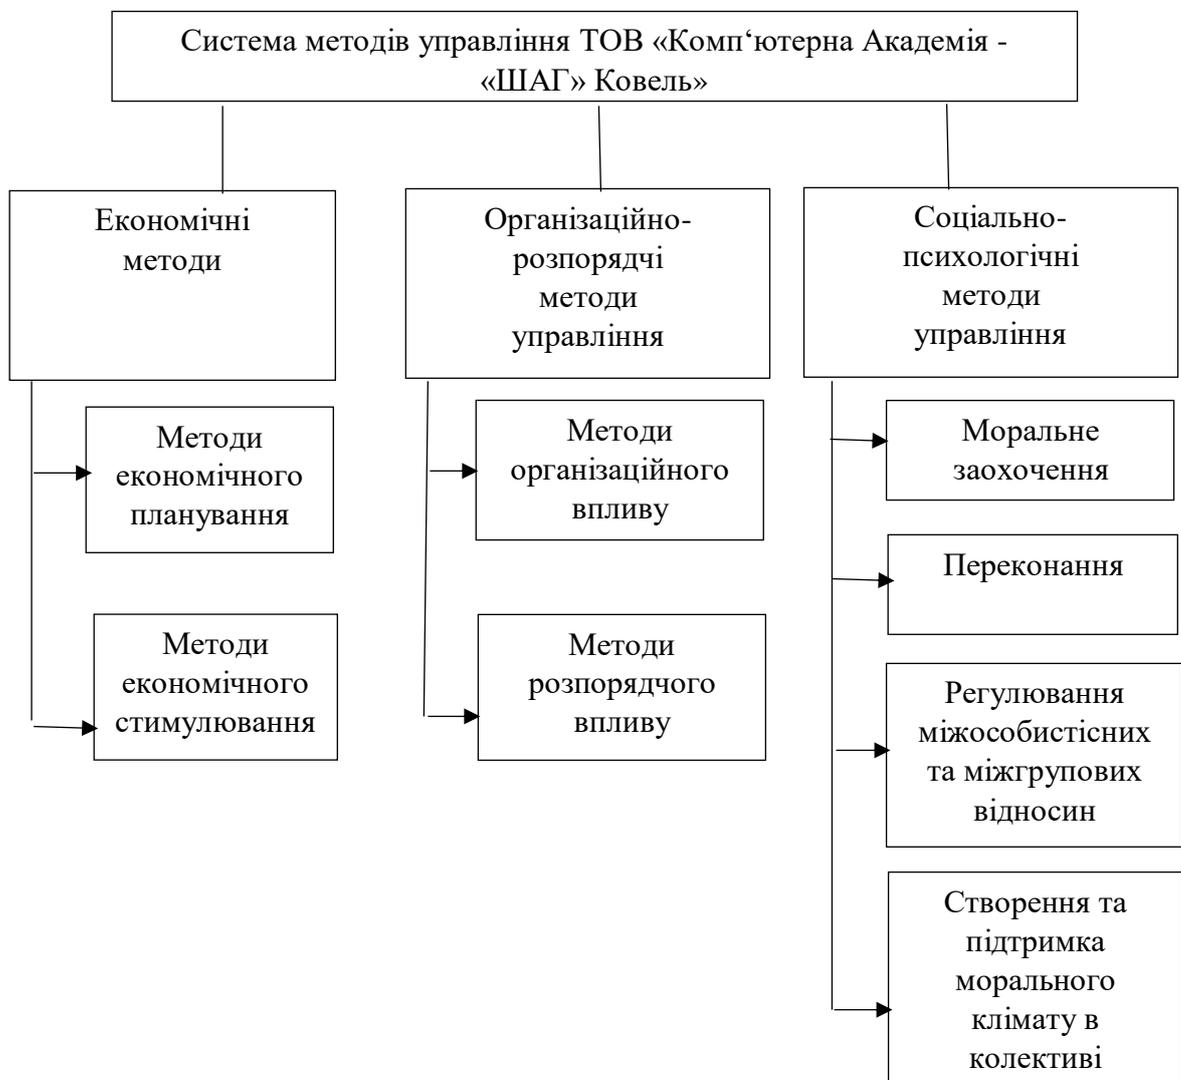 Система методів управління ТОВ «Комп‘ютерна Академія -
«ШАГ» Ковель»
Економічні
методи
Організаційно-
розпорядчі
методи
управління
Соціально-
психологічні
методи
управління
Методи
економічного
планування
Методи
економічного
стимулювання
Методи
організаційного
впливу
Методи
розпорядчого
впливу
Моральне
заохочення
Переконання
Регулювання
міжособистісних
та міжгрупових
відносин
Створення та
підтримка
морального
клімату в
колективі